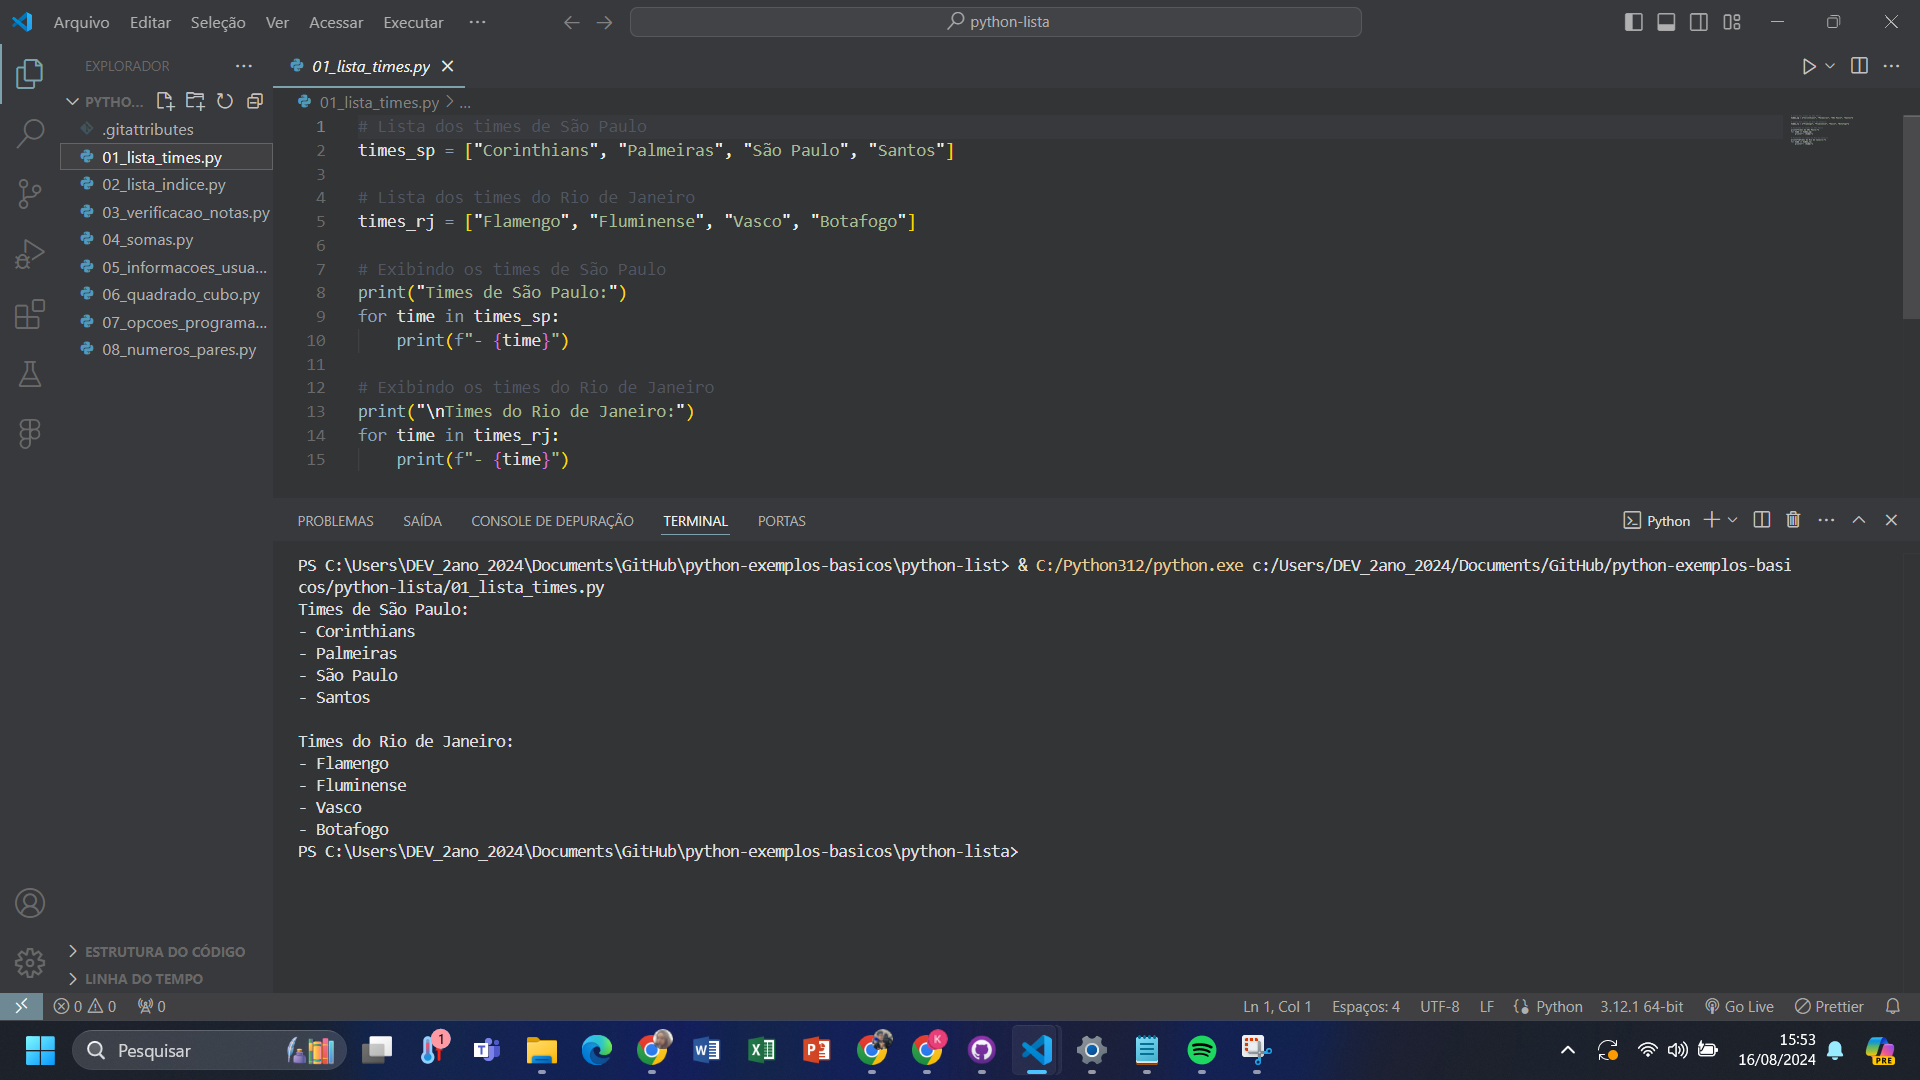 Arquivo Editar Seleção Ver Acessar Executar ··· python-lista
EXPLORADOR ···
PYTHO...
.gitattributes
01_lista_times.py
02_lista_indice.py
03_verificacao_notas.py
04_somas.py
05_informacoes_usua...
06_quadrado_cubo.py
07_opcoes_programa...
08_numeros_pares.py
ESTRUTURA DO CÓDIGO
LINHA DO TEMPO
01_lista_times.py
01_lista_times.py > ...
1 # Lista dos times de São Paulo
2 times_sp = ["Corinthians", "Palmeiras", "São Paulo", "Santos"]
3
4 # Lista dos times do Rio de Janeiro
5 times_rj = ["Flamengo", "Fluminense", "Vasco", "Botafogo"]
6
7 # Exibindo os times de São Paulo
8 print("Times de São Paulo:")
9 for time in times_sp:
10     print(f"- {time}")
11
12 # Exibindo os times do Rio de Janeiro
13 print("\nTimes do Rio de Janeiro:")
14 for time in times_rj:
15     print(f"- {time}")
PROBLEMAS SAÍDA CONSOLE DE DEPURAÇÃO TERMINAL PORTAS Python
PS C:\Users\DEV_2ano_2024\Documents\GitHub\python-exemplos-basicos\python-list> & C:/Python312/python.exe c:/Users/DEV_2ano_2024/Documents/GitHub/python-exemplos-basi
cos/python-lista/01_lista_times.py
Times de São Paulo:
- Corinthians
- Palmeiras
- São Paulo
- Santos
Times do Rio de Janeiro:
- Flamengo
- Fluminense
- Vasco
- Botafogo
PS C:\Users\DEV_2ano_2024\Documents\GitHub\python-exemplos-basicos\python-lista>
0 0 0 Ln 1, Col 1 Espaços: 4 UTF-8 LF {} Python 3.12.1 64-bit Go Live Prettier
Pesquisar 1 K 15:53
16/08/2024
PRE